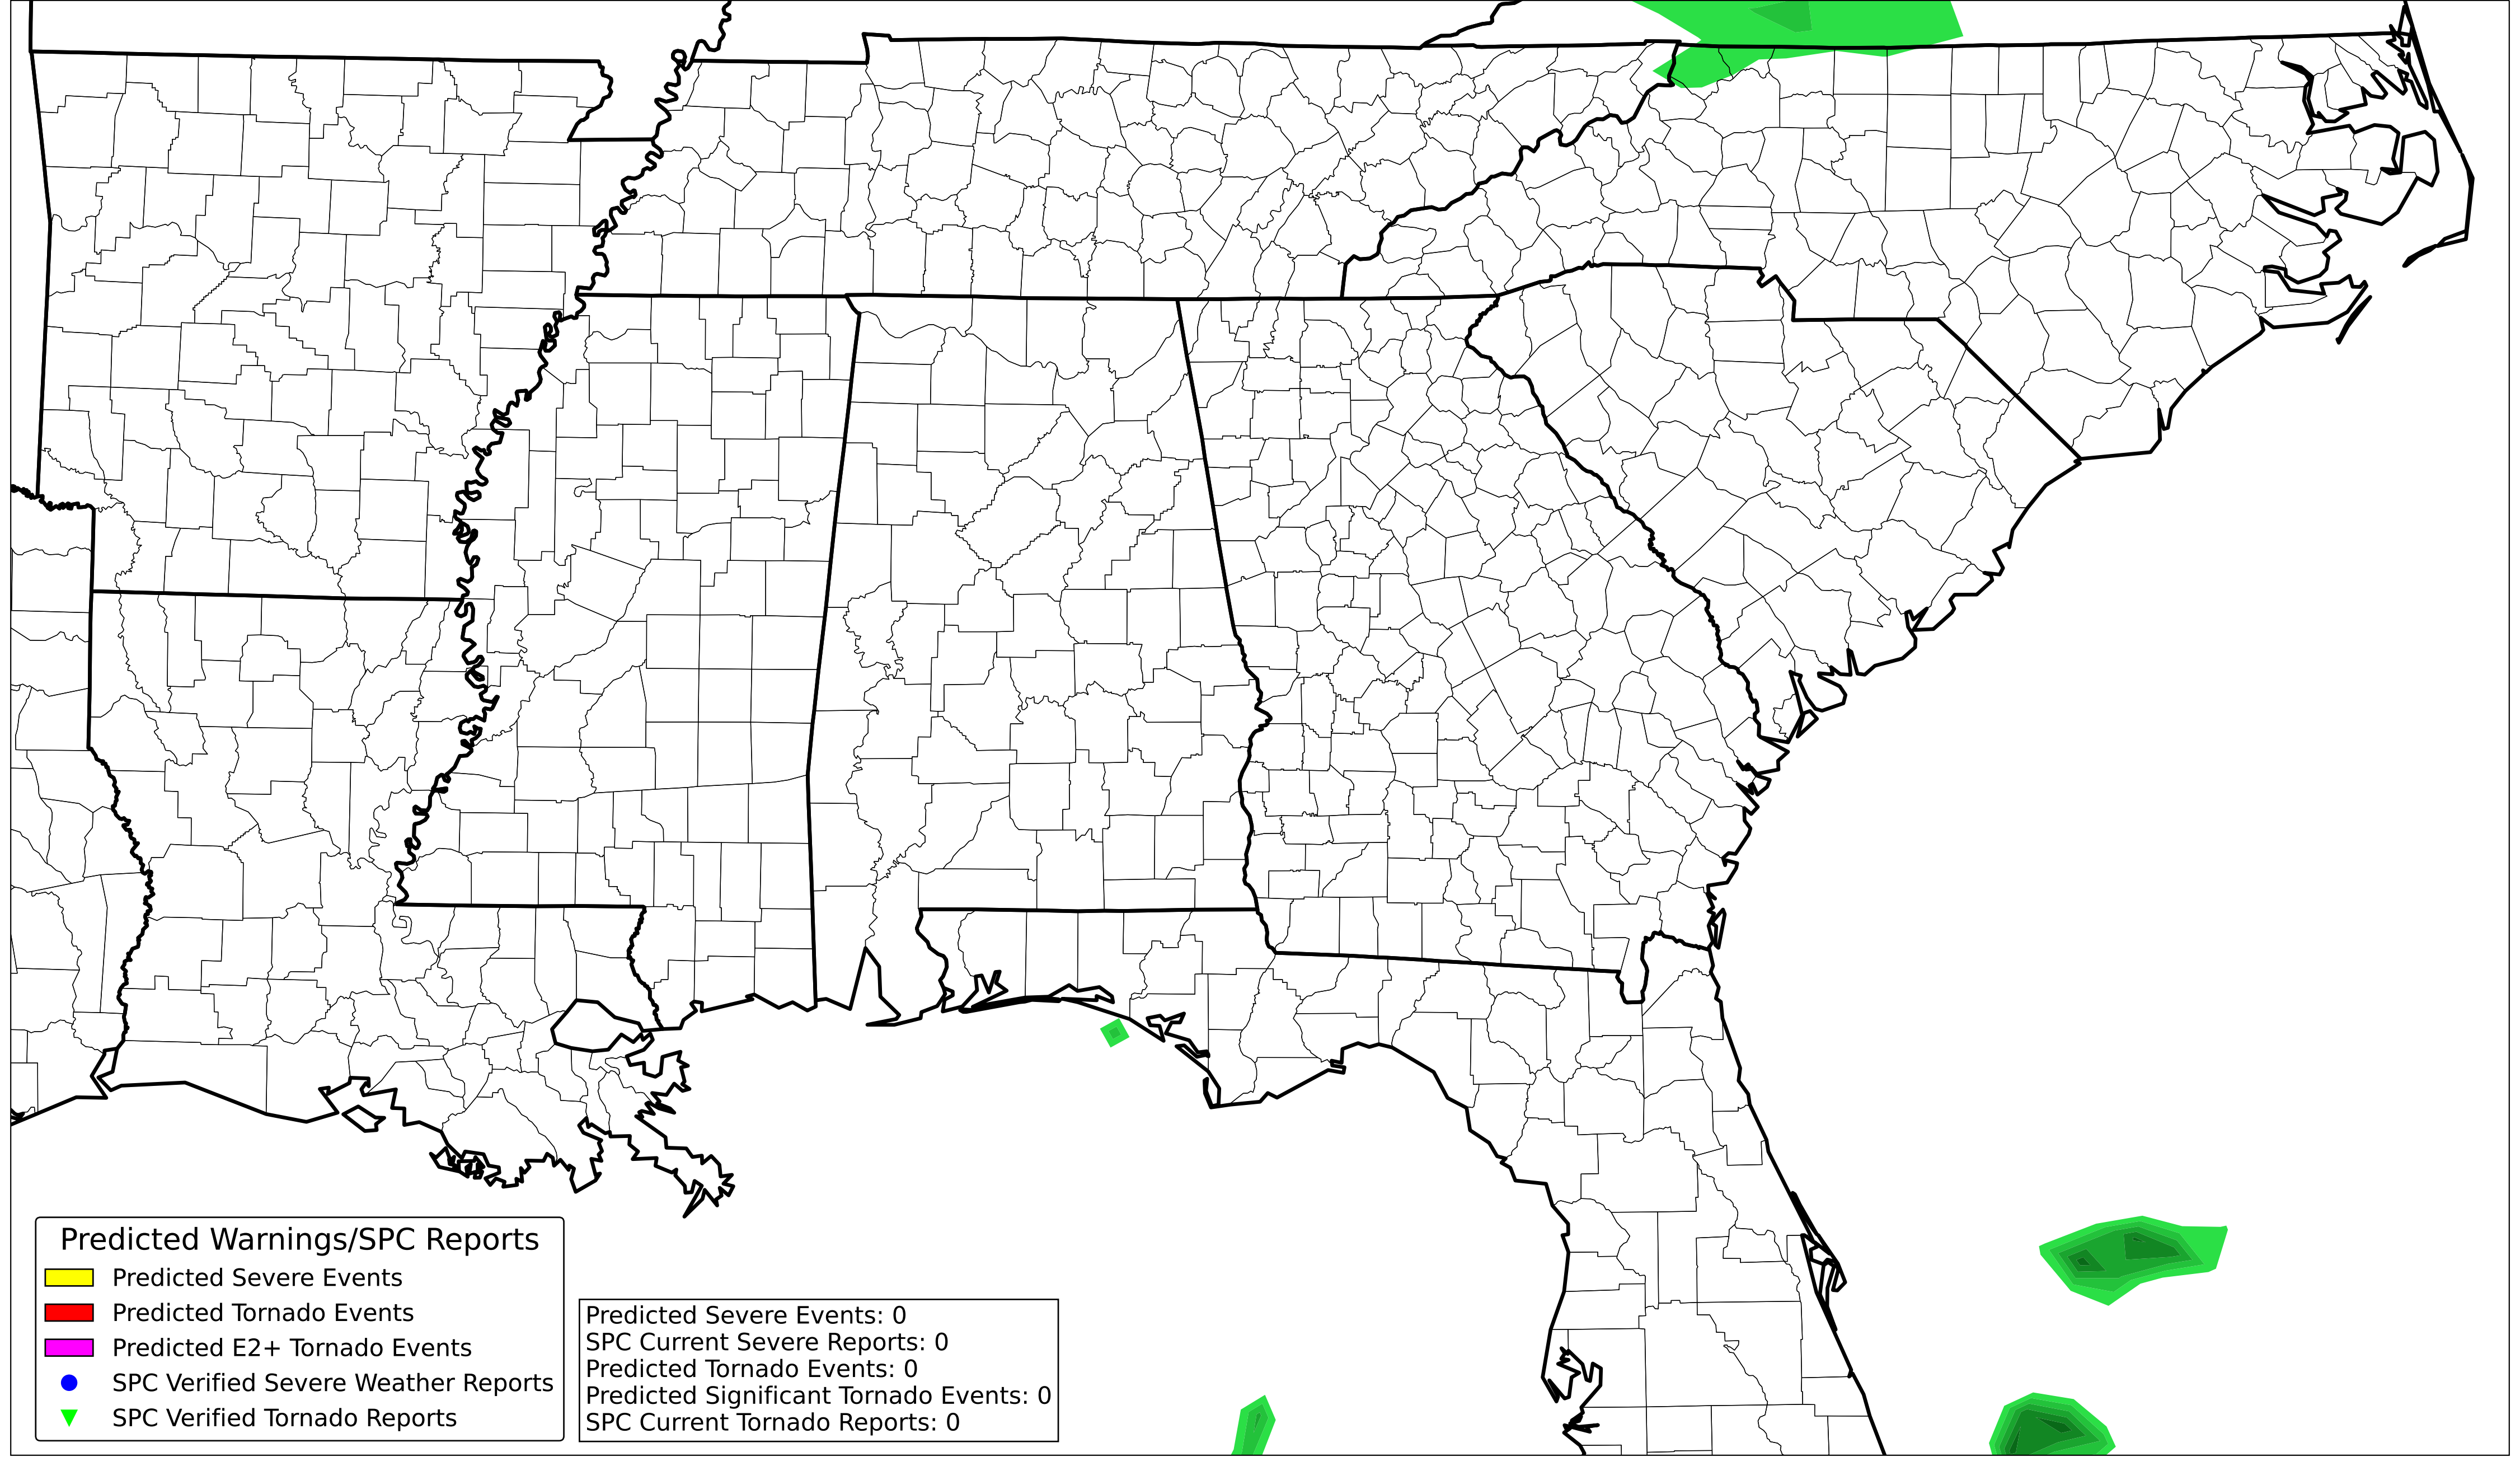 Predicted Warnings/SPC Reports
Predicted Severe Events
Predicted Tornado Events
Predicted E2+ Tornado Events
SPC Verified Severe Weather Reports
SPC Verified Tornado Reports
Predicted Severe Events: 0
SPC Current Severe Reports: 0
Predicted Tornado Events: 0
Predicted Significant Tornado Events: 0
SPC Current Tornado Reports: 0